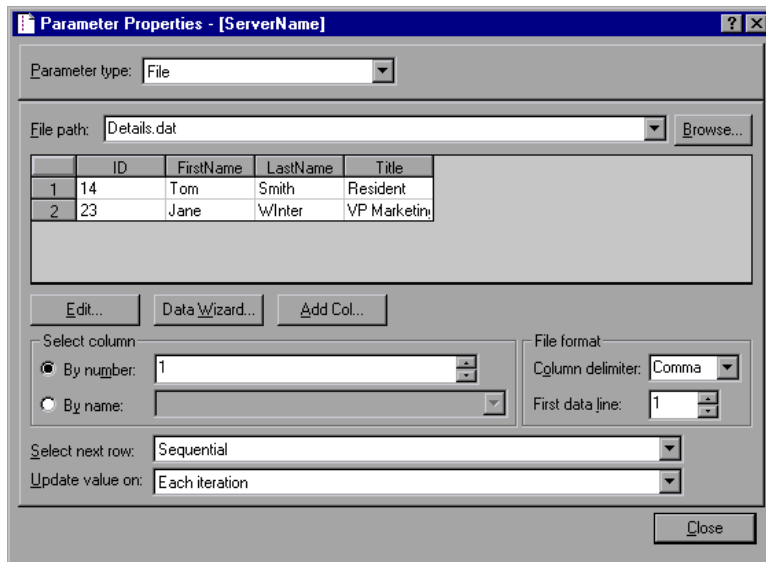 Parameter Properties - [ServerName]
Parameter type: File
File path: Details.dat Browse...
ID FirstName LastName Title
1 14 Tom Smith Resident
2 23 Jane WInter VP Marketing
Edit... Data Wizard... Add Col...
Select column File format
By number: 1 Column delimiter: Comma
By name: First data line: 1
Select next row: Sequential
Update value on: Each iteration
Close